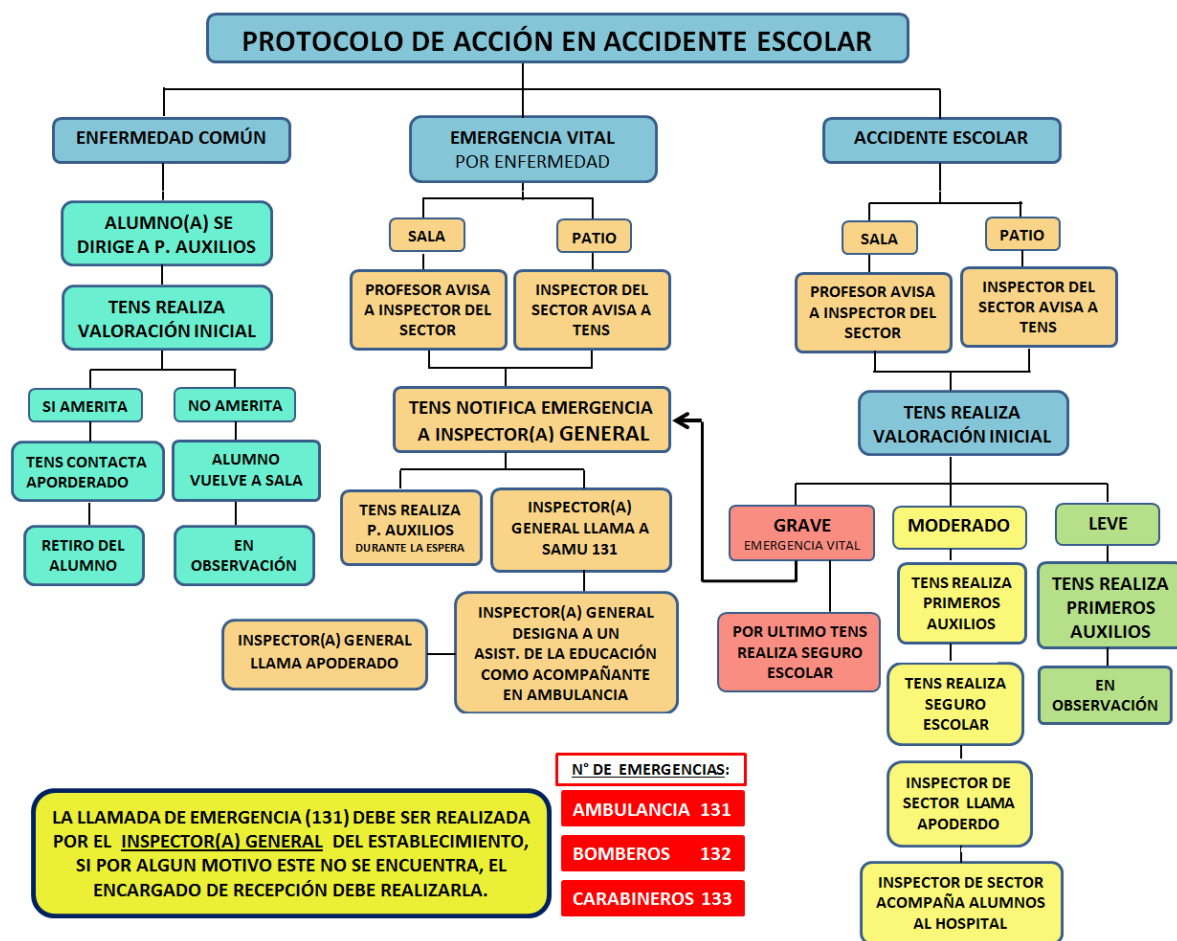 PROTOCOLO DE ACCIÓN EN ACCIDENTE ESCOLAR
ENFERMEDAD COMÚN
ALUMNO(A) SE
DIRIGE A P. AUXILIOS
TENS REALIZA
VALORACIÓN INICIAL
SI AMERITA
NO AMERITA
TENS CONTACTA
APORDERADO
ALUMNO
VUELVE A SALA
RETIRO DEL
ALUMNO
EN
OBSERVACIÓN
EMERGENCIA VITAL
POR ENFERMEDAD
SALA
PATIO
PROFESOR AVISA
A INSPECTOR DEL
SECTOR
INSPECTOR DEL
SECTOR AVISA A
TENS
TENS NOTIFICA EMERGENCIA
A INSPECTOR(A) GENERAL
TENS REALIZA
P. AUXILIOS
DURANTE LA ESPERA
INSPECTOR(A)
GENERAL LLAMA A
SAMU 131
INSPECTOR(A) GENERAL
DESIGNA A UN
ASIST. DE LA EDUCACIÓN
COMO ACOMPAÑANTE
EN AMBULANCIA
INSPECTOR(A) GENERAL
LLAMA APODERADO
ACCIDENTE ESCOLAR
SALA
PATIO
PROFESOR AVISA
A INSPECTOR DEL
SECTOR
INSPECTOR DEL
SECTOR AVISA A
TENS
TENS REALIZA
VALORACIÓN INICIAL
GRAVE
EMERGENCIA VITAL
POR ULTIMO TENS
REALIZA SEGURO
ESCOLAR
MODERADO
TENS REALIZA
PRIMEROS
AUXILIOS
TENS REALIZA
SEGURO
ESCOLAR
INSPECTOR DE
SECTOR LLAMA
APODERDO
INSPECTOR DE SECTOR
ACOMPAÑA ALUMNOS
AL HOSPITAL
LEVE
TENS REALIZA
PRIMEROS
AUXILIOS
EN
OBSERVACIÓN
LA LLAMADA DE EMERGENCIA (131) DEBE SER REALIZADA
POR EL INSPECTOR(A) GENERAL DEL ESTABLECIMIENTO,
SI POR ALGUN MOTIVO ESTE NO SE ENCUENTRA, EL
ENCARGADO DE RECEPCIÓN DEBE REALIZARLA.
N° DE EMERGENCIAS:
AMBULANCIA 131
BOMBEROS 132
CARABINEROS 133